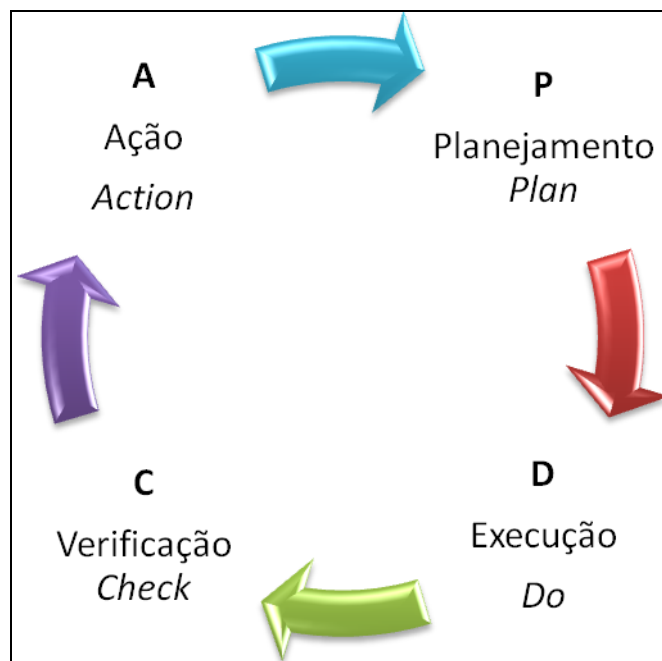 A
Ação
Action
P
Planejamento
Plan
D
Execução
Do
C
Verificação
Check